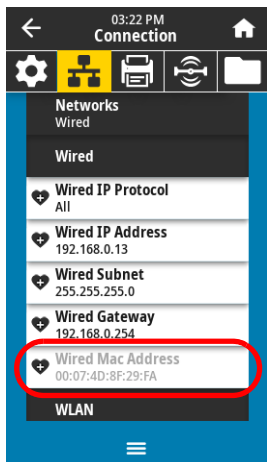 03:22 PM
Connection
Networks
Wired
Wired
Wired IP Protocol
All
Wired IP Address
192.168.0.13
Wired Subnet
255.255.255.0
Wired Gateway
192.168.0.254
Wired Mac Address
00:07:4D:8F:29:FA
WLAN